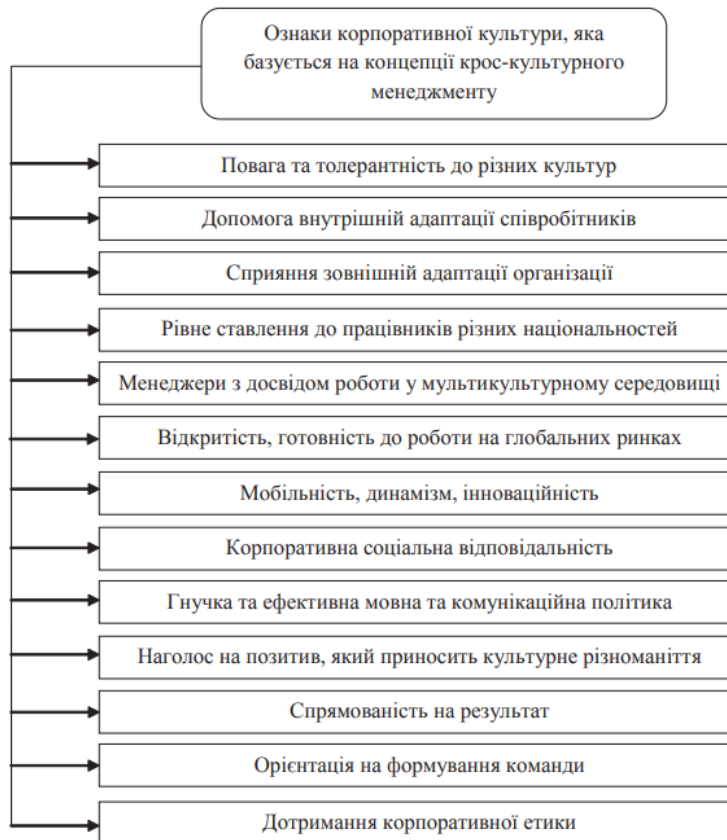 Ознаки корпоративної культури, яка
базується на концепції крос-культурного
менеджменту
Повага та толерантність до різних культур
Допомога внутрішній адаптації співробітників
Сприяння зовнішній адаптації організації
Рівне ставлення до працівників різних національностей
Менеджери з досвідом роботи у мультикультурному середовищі
Відкритість, готовність до роботи на глобальних ринках
Мобільність, динамізм, інноваційність
Корпоративна соціальна відповідальність
Гнучка та ефективна мовна та комунікаційна політика
Наголос на позитив, який приносить культурне різноманіття
Спрямованість на результат
Орієнтація на формування команди
Дотримання корпоративної етики